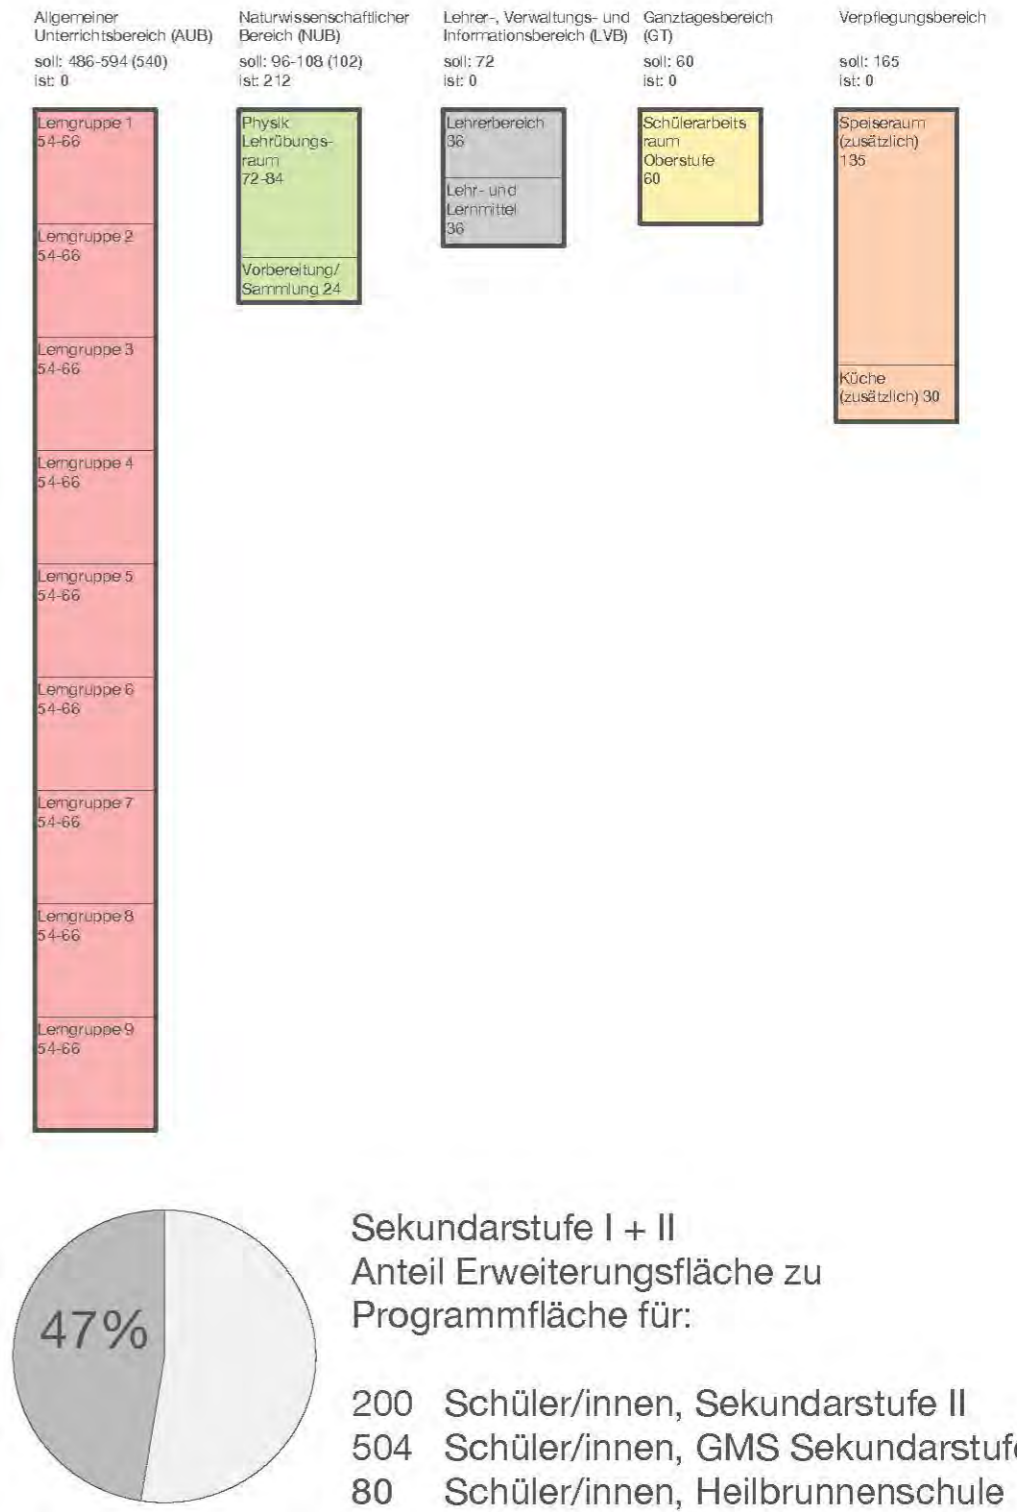 Allgemeiner
Unterrichtsbereich (AUB)
soll: 486-594 (540)
ist: 0
Lerngruppe 1
54-66
Lerngruppe 2
54-66
Lerngruppe 3
54-66
Lerngruppe 4
54-66
Lerngruppe 5
54-66
Lerngruppe 6
54-66
Lerngruppe 7
54-66
Lerngruppe 8
54-66
Lerngruppe 9
54-66
Naturwissenschaftlicher
Bereich (NUB)
soll: 96-108 (102)
ist: 212
Physik
Lehrübungs-
raum
72-84
Vorbereitung/
Sammlung 24
Lehrer-, Verwaltungs- und
Informationsbereich (LVB)
soll: 72
ist: 0
Lehrerbereich
36
Lehr- und
Lernmittel
36
Ganztagesbereich
(GT)
soll: 60
ist: 0
Schülerarbeits
raum
Oberstufe
60
Verpflegungsbereich
soll: 165
ist: 0
Speiseraum
(zusätzlich)
135
Küche
(zusätzlich) 30
47%
Sekundarstufe I + II
Anteil Erweiterungsfläche zu
Programmfläche für:
200 Schüler/innen, Sekundarstufe II
504 Schüler/innen, GMS Sekundarstufe
80 Schüler/innen, Heilbrunnenschule